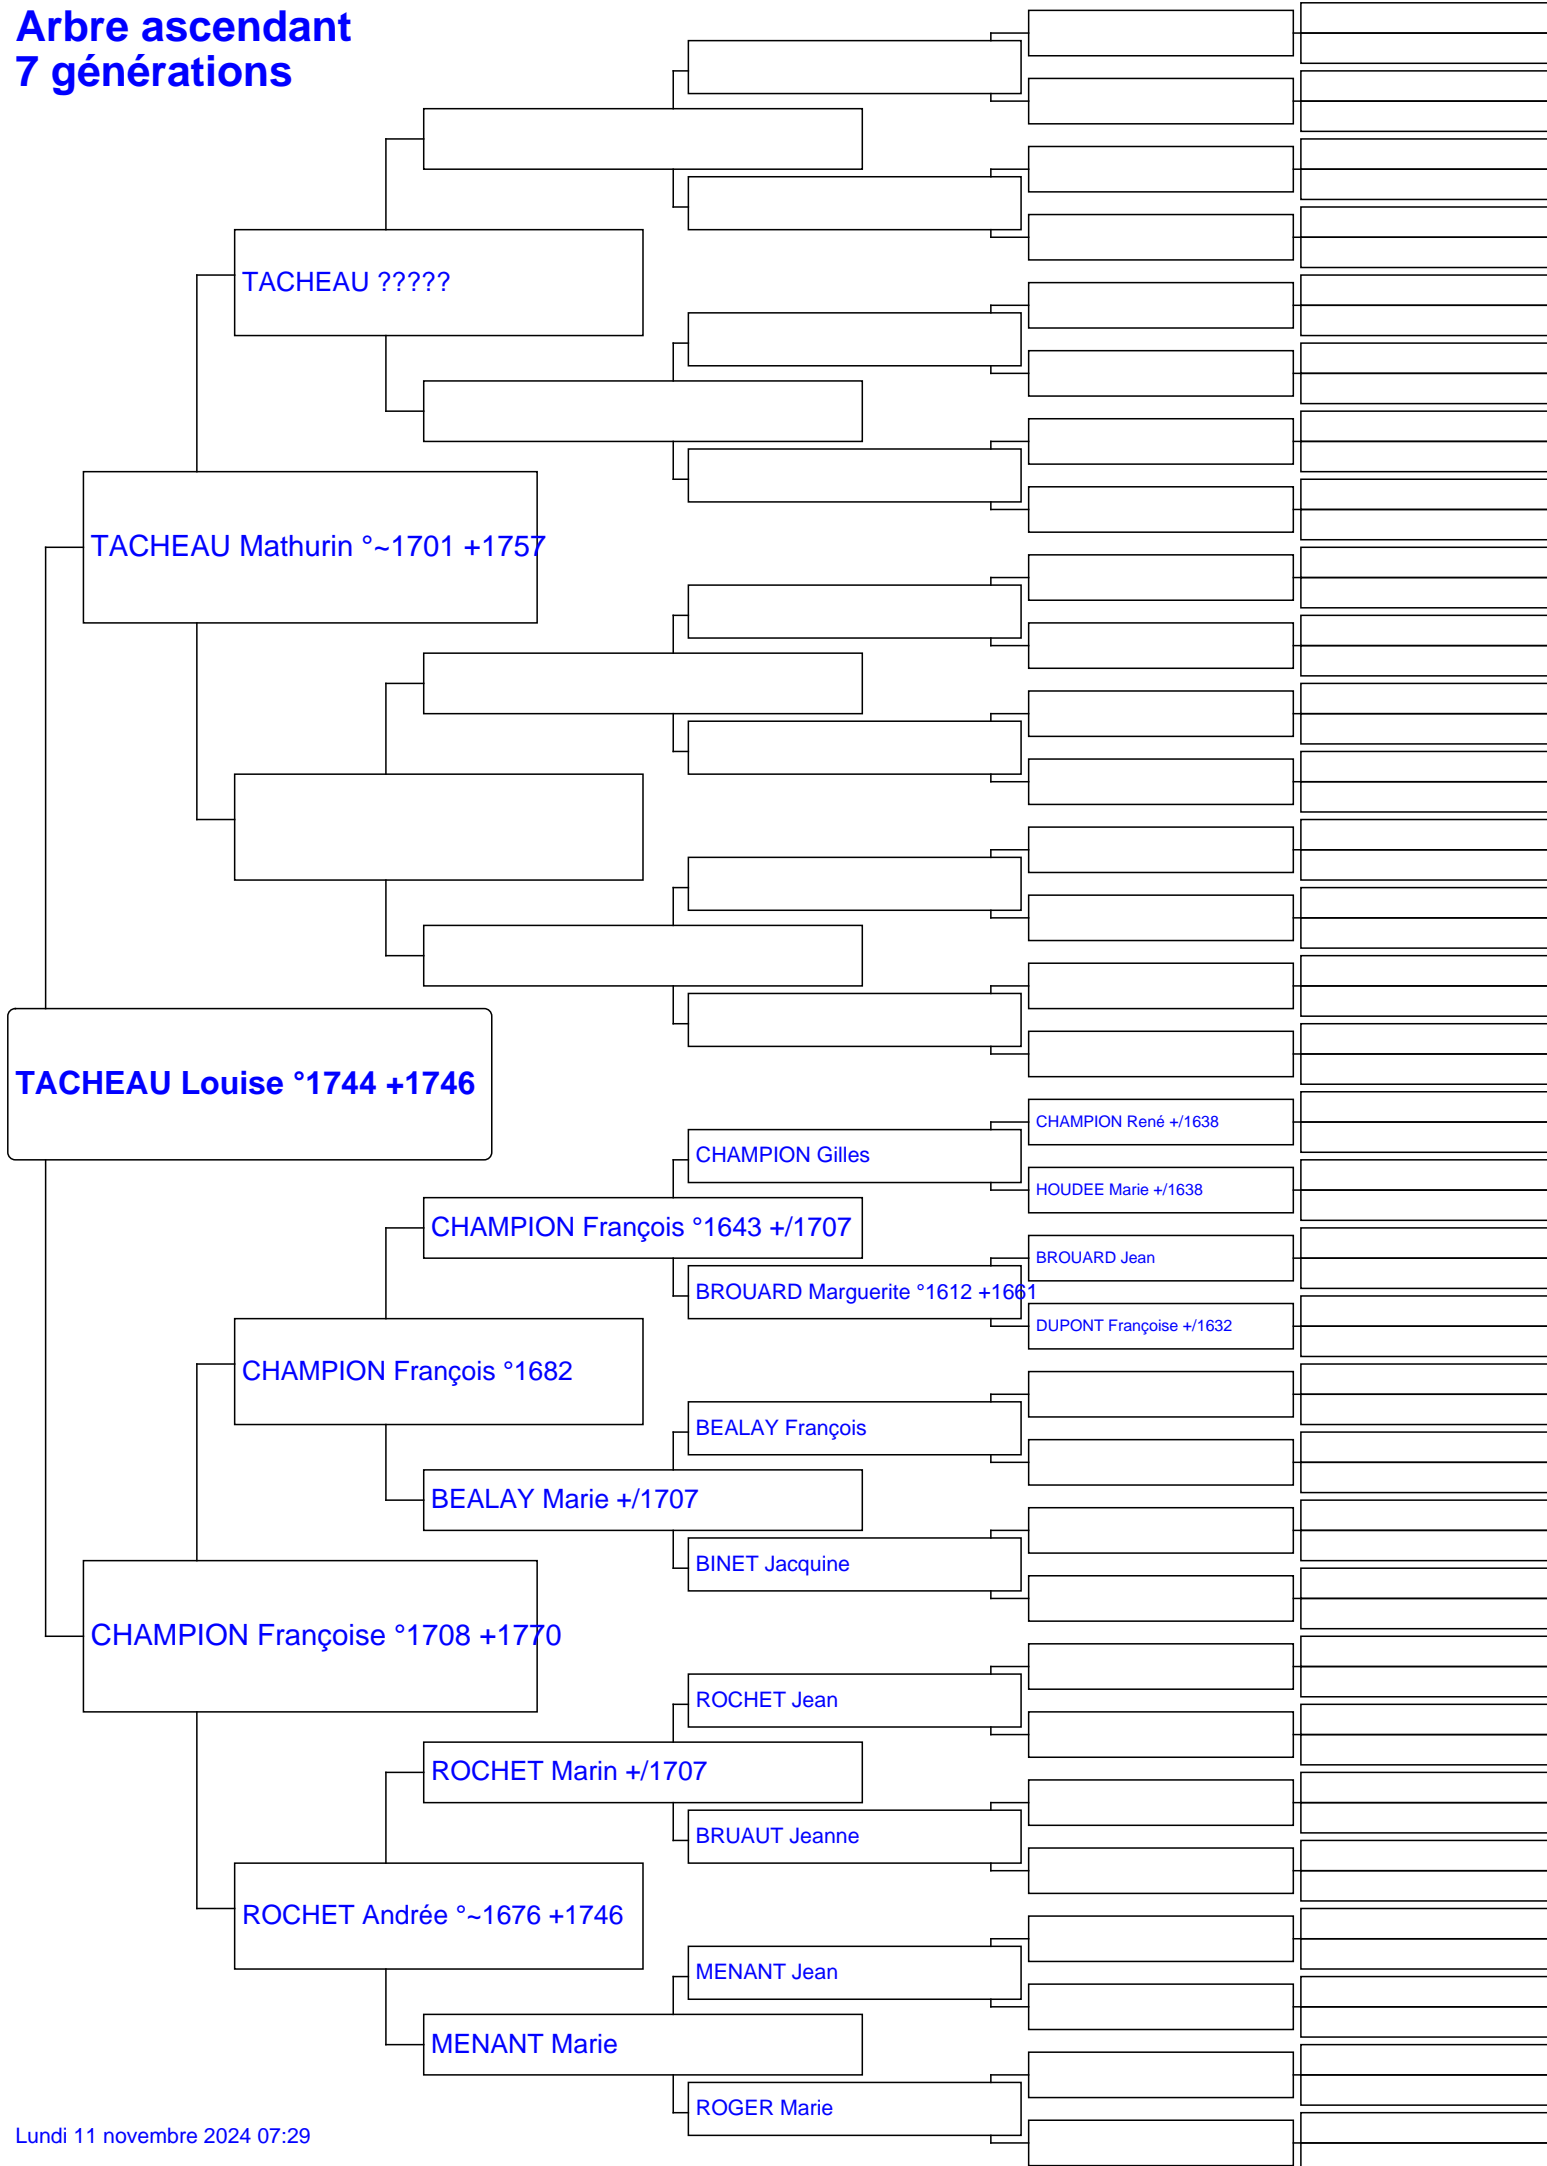 Arbre ascendant
7 générations
TACHEAU ?????
TACHEAU Mathurin °~1701 +1757
TACHEAU Louise °1744 +1746
CHAMPION René +/1638
CHAMPION Gilles
HOUDEE Marie +/1638
CHAMPION François °1643 +/1707
BROUARD Jean
BROUARD Marguerite °1612 +1661
DUPONT Françoise +/1632
CHAMPION François °1682
BEALAY François
BEALAY Marie +/1707
BINET Jacquine
CHAMPION Françoise °1708 +1770
ROCHET Jean
ROCHET Marin +/1707
BRUAUT Jeanne
ROCHET Andrée °~1676 +1746
MENANT Jean
MENANT Marie
ROGER Marie
Lundi 11 novembre 2024 07:29